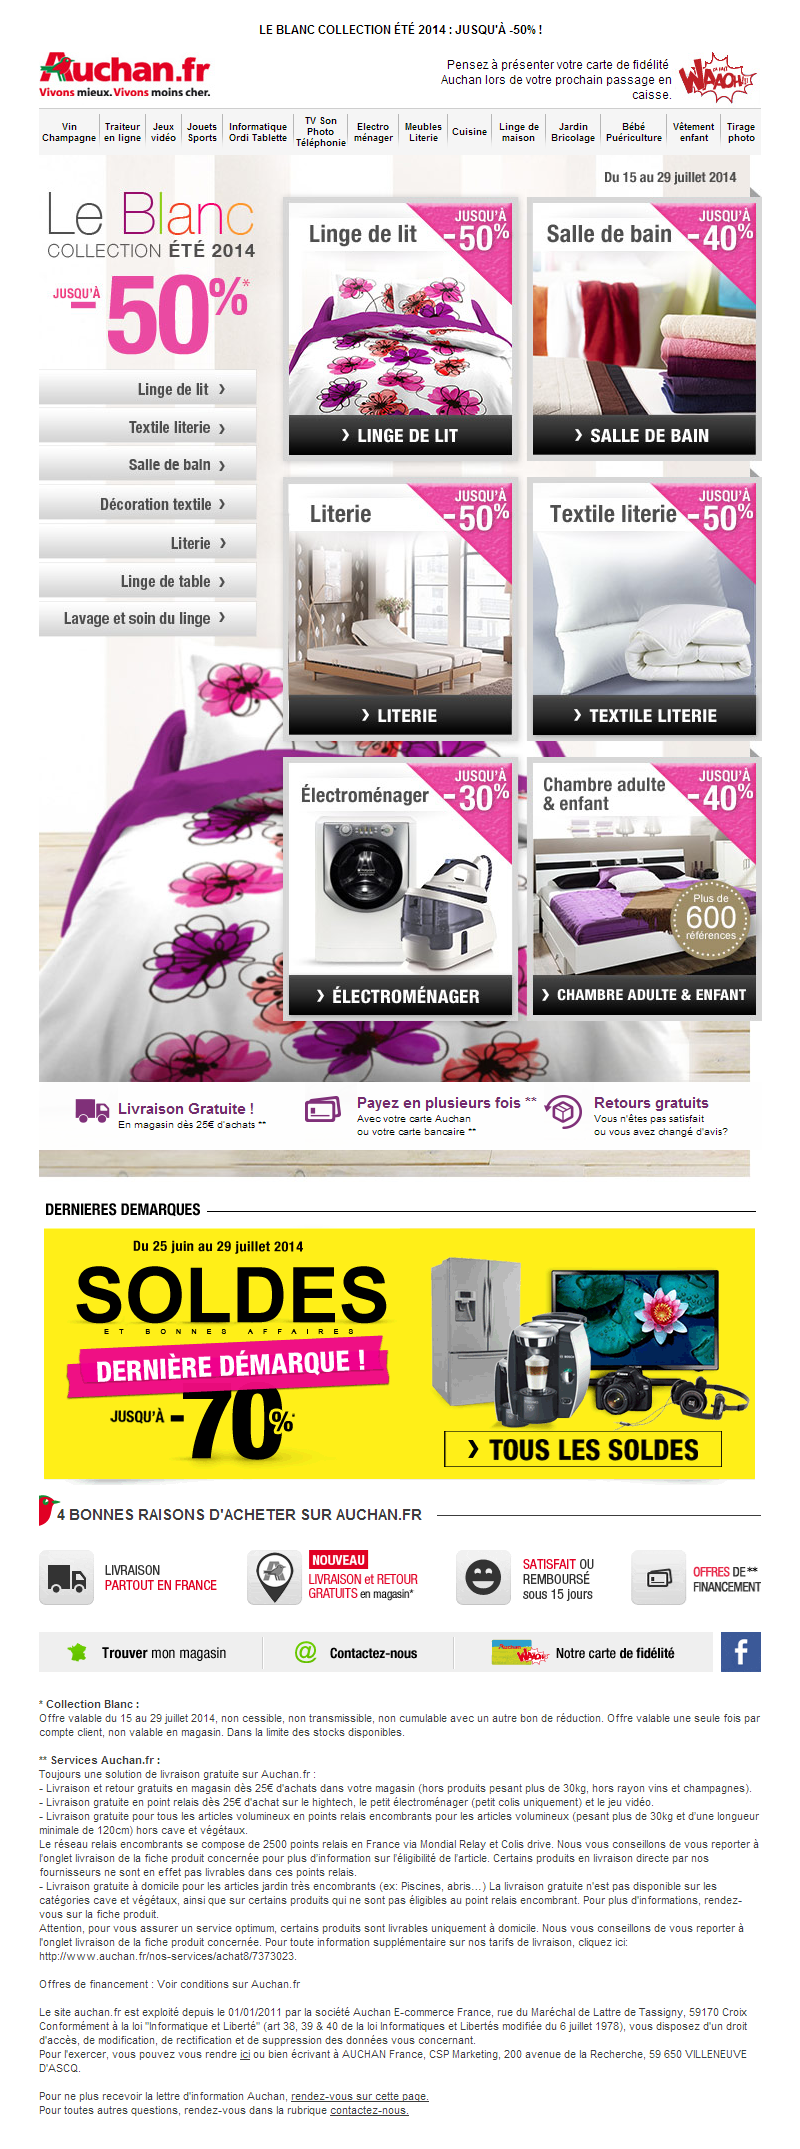 LE BLANC COLLECTION ÉTÉ 2014 : JUSQU'À -50% !
Auchan.fr
Vivons mieux. Vivons moins cher.
Pensez à présenter votre carte de fidélité
Auchan lors de votre prochain passage en
caisse.
WAAOH!!!
Vin Champagne
Traiteur en ligne
Jeux vidéo
Jouets Sports
Informatique Ordi Tablette
TV Son Photo Téléphonie
Electro ménager
Meubles Literie
Cuisine
Linge de maison
Jardin Bricolage
Bébé Puériculture
Vêtement enfant
Tirage photo
Du 15 au 29 juillet 2014
Le Blanc
COLLECTION ÉTÉ 2014
JUSQU'À
-50%*
Linge de lit ›
Textile literie ›
Salle de bain ›
Décoration textile ›
Literie ›
Linge de table ›
Lavage et soin du linge ›
Linge de lit
JUSQU'À
-50%
› LINGE DE LIT
Salle de bain
JUSQU'À
-40%
› SALLE DE BAIN
Literie
JUSQU'À
-50%
› LITERIE
Textile literie
JUSQU'À
-50%
› TEXTILE LITERIE
Électroménager
JUSQU'À
-30%
› ÉLECTROMÉNAGER
Chambre adulte
& enfant
JUSQU'À
-40%
Plus de
600
références
› CHAMBRE ADULTE & ENFANT
Livraison Gratuite !
En magasin dès 25€ d'achats **
Payez en plusieurs fois **
Avec votre carte Auchan
ou votre carte bancaire **
Retours gratuits
Vous n'êtes pas satisfait
ou vous avez changé d'avis?
DERNIERES DEMARQUES
Du 25 juin au 29 juillet 2014
SOLDES
ET BONNES AFFAIRES
DERNIÈRE DÉMARQUE !
JUSQU'À -70%*
› TOUS LES SOLDES
4 BONNES RAISONS D'ACHETER SUR AUCHAN.FR
LIVRAISON
PARTOUT EN FRANCE
NOUVEAU
LIVRAISON et RETOUR
GRATUITS en magasin*
SATISFAIT OU
REMBOURSÉ
sous 15 jours
OFFRES DE**
FINANCEMENT
Trouver mon magasin
@ Contactez-nous
Notre carte de fidélité
f
* Collection Blanc :
Offre valable du 15 au 29 juillet 2014, non cessible, non transmissible, non cumulable avec un autre bon de réduction. Offre valable une seule fois par
compte client, non valable en magasin. Dans la limite des stocks disponibles.
** Services Auchan.fr :
Toujours une solution de livraison gratuite sur Auchan.fr :
- Livraison et retour gratuits en magasin dès 25€ d'achats dans votre magasin (hors produits pesant plus de 30kg, hors rayon vins et champagnes).
- Livraison gratuite en point relais dès 25€ d'achat sur le hightech, le petit électroménager (petit colis uniquement) et le jeu vidéo.
- Livraison gratuite pour tous les articles volumineux en points relais encombrants pour les articles volumineux (pesant plus de 30kg et d'une longueur
minimale de 120cm) hors cave et végétaux.
Le réseau relais encombrants se compose de 2500 points relais en France via Mondial Relay et Colis drive. Nous vous conseillons de vous reporter à
l'onglet livraison de la fiche produit concernée pour plus d'information sur l'éligibilité de l'article. Certains produits en livraison directe par nos
fournisseurs ne sont en effet pas livrables dans ces points relais.
- Livraison gratuite à domicile pour les articles jardin très encombrants (ex: Piscines, abris...) La livraison gratuite n'est pas disponible sur les
catégories cave et végétaux, ainsi que sur certains produits qui ne sont pas éligibles au point relais encombrant. Pour plus d'informations, rendez-
vous sur la fiche produit.
Attention, pour vous assurer un service optimum, certains produits sont livrables uniquement à domicile. Nous vous conseillons de vous reporter à
l'onglet livraison de la fiche produit concernée. Pour toute information supplémentaire sur nos tarifs de livraison, cliquez ici:
http://www.auchan.fr/nos-services/achat8/7373023.
Offres de financement : Voir conditions sur Auchan.fr
Le site auchan.fr est exploité depuis le 01/01/2011 par la société Auchan E-commerce France, rue du Maréchal de Lattre de Tassigny, 59170 Croix
Conformément à la loi "Informatique et Liberté" (art 38, 39 & 40 de la loi Informatiques et Libertés modifiée du 6 juillet 1978), vous disposez d'un droit
d'accès, de modification, de rectification et de suppression des données vous concernant.
Pour l'exercer, vous pouvez vous rendre ici ou bien écrivant à AUCHAN France, CSP Marketing, 200 avenue de la Recherche, 59 650 VILLENEUVE
D'ASCQ.
Pour ne plus recevoir la lettre d'information Auchan, rendez-vous sur cette page.
Pour toutes autres questions, rendez-vous dans la rubrique contactez-nous.